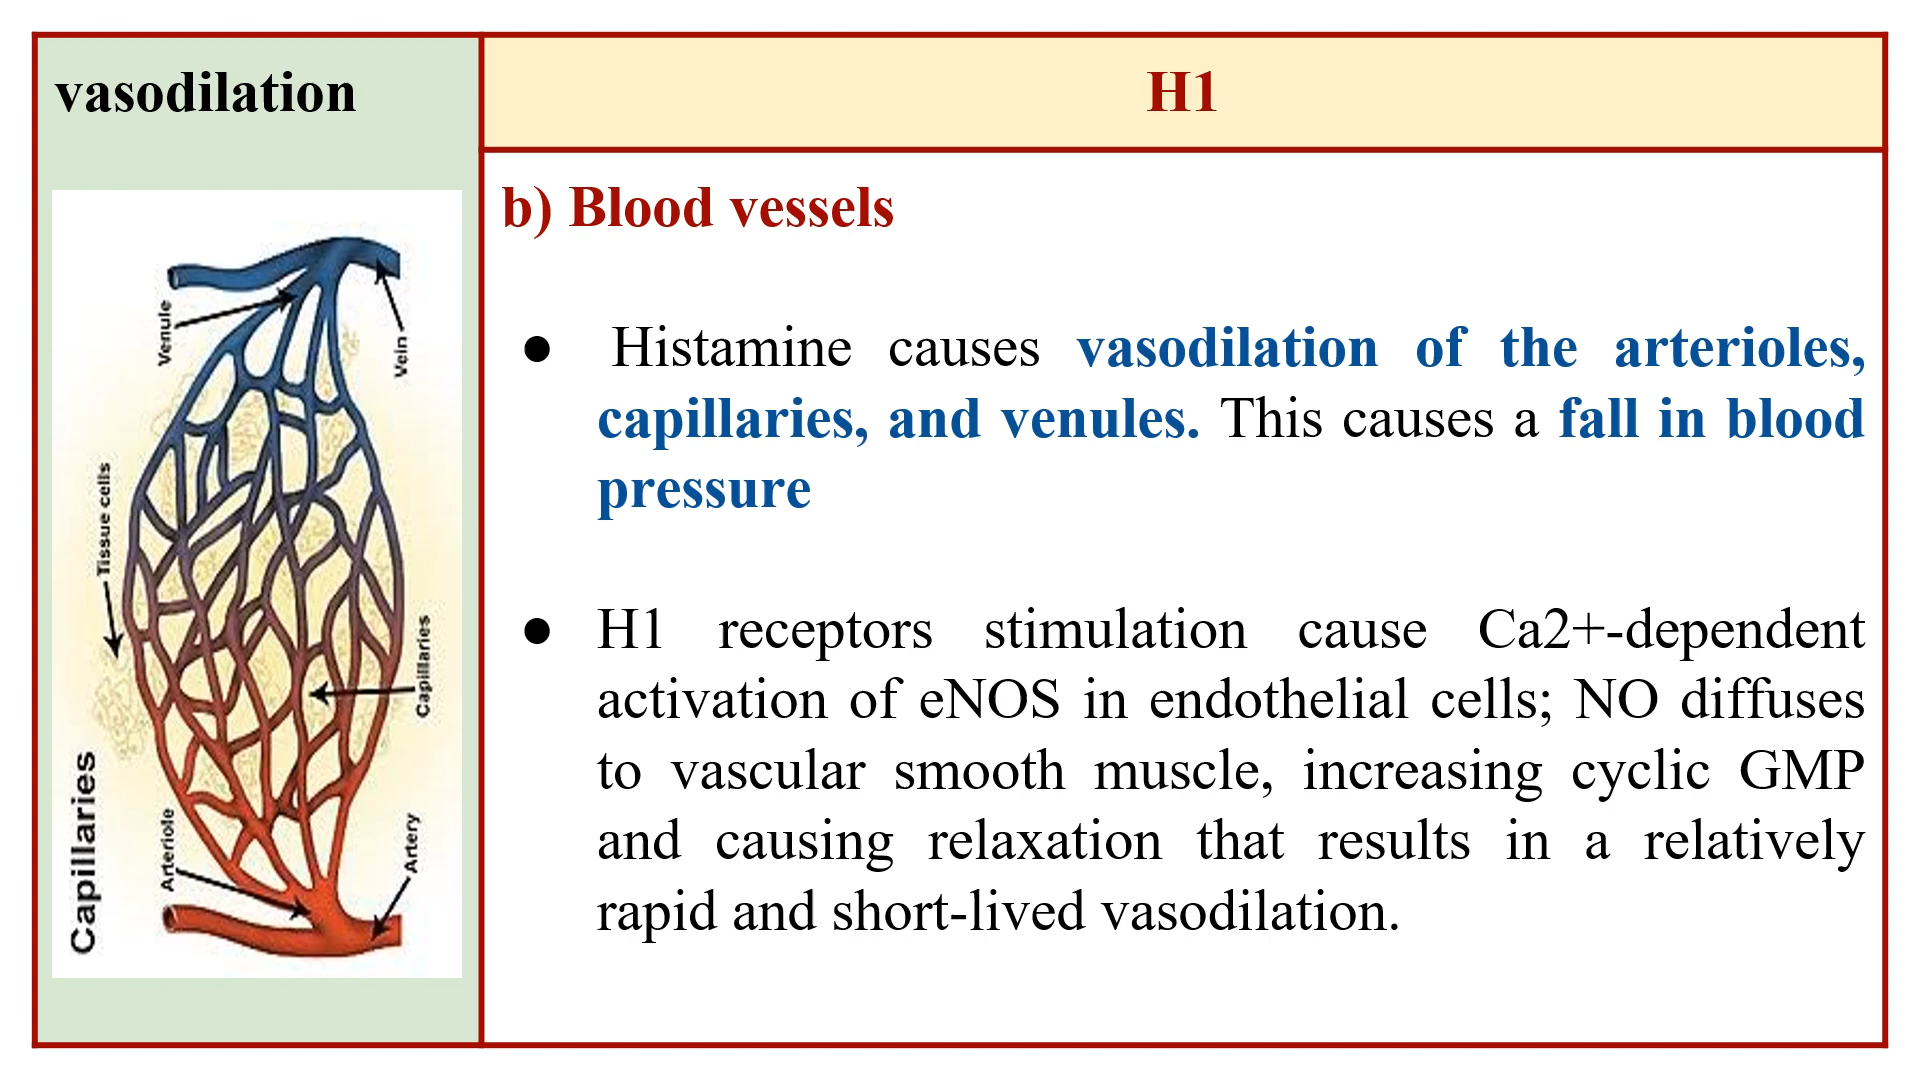 vasodilation
H1
b) Blood vessels
● Histamine causes vasodilation of the arterioles,
capillaries, and venules. This causes a fall in blood
pressure
● H1 receptors stimulation cause Ca2+-dependent
activation of eNOS in endothelial cells; NO diffuses
to vascular smooth muscle, increasing cyclic GMP
and causing relaxation that results in a relatively
rapid and short-lived vasodilation.
Capillaries
Tissue cells
Venule
Vein
Capillaries
Arteriole
Artery